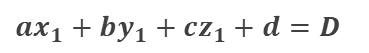 ax₁ + by₁ + cz₁ + d = D